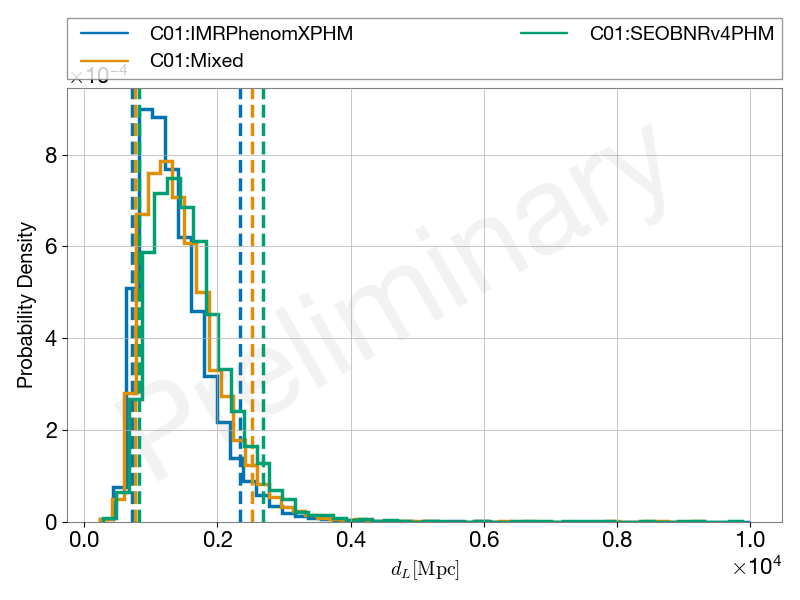 C01:IMRPhenomXPHM
C01:Mixed
C01:SEOBNRv4PHM
×10⁻⁴
8
6
4
2
0
Probability Density
Preliminary
0.0 0.2 0.4 0.6 0.8 1.0
×10⁴
d_L[Mpc]